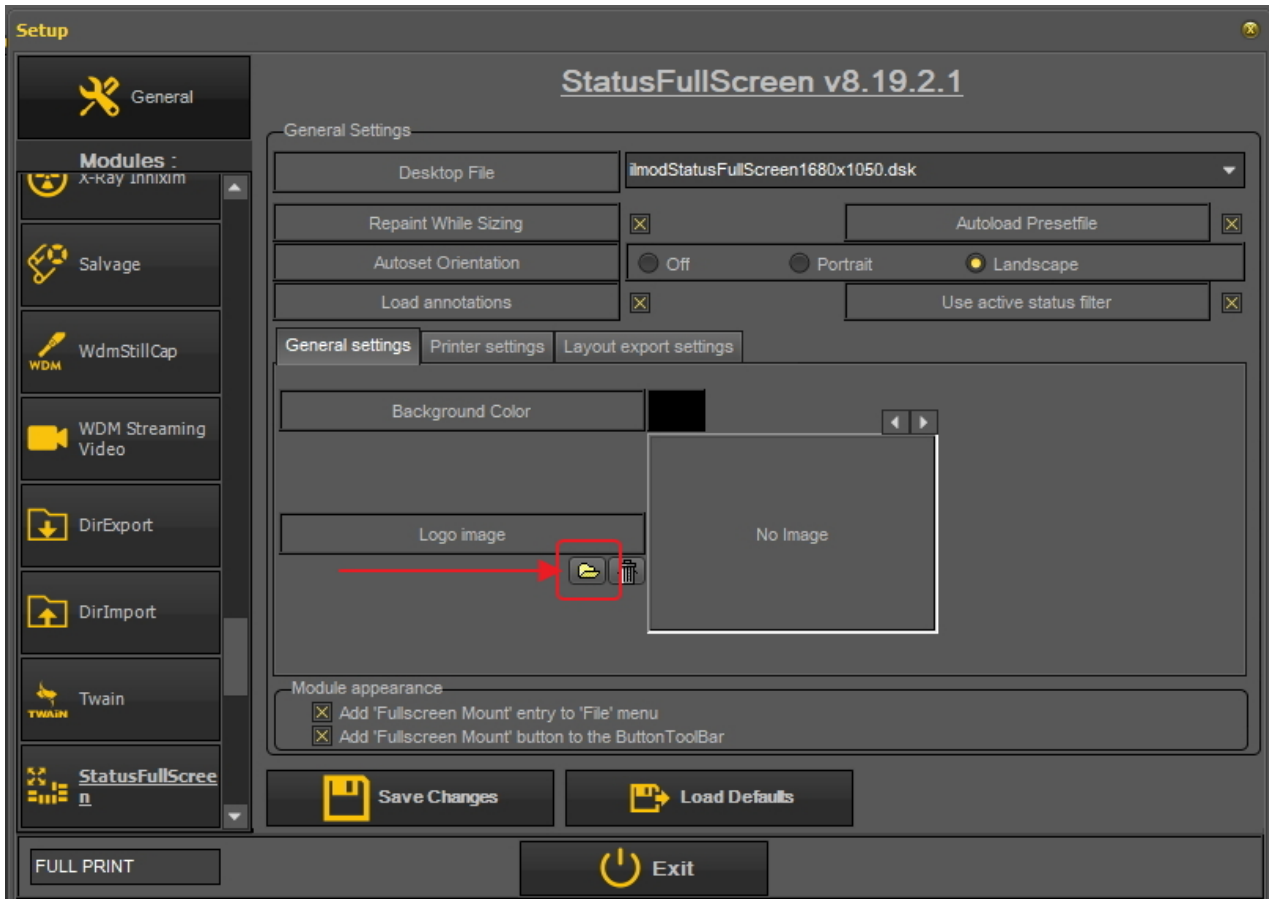 Setup
General
StatusFullScreen v8.19.2.1
General Settings
Modules :
X-Ray Innixim
Desktop File
ilmodStatusFullScreen1680x1050.dsk
Repaint While Sizing
Autoload Presetfile
Salvage
Autoset Orientation
Off
Portrait
Landscape
Load annotations
Use active status filter
WDM
WdmStillCap
General settings
Printer settings
Layout export settings
Background Color
WDM Streaming
Video
DirExport
Logo image
No Image
DirImport
TWAIN
Twain
Module appearance
Add 'Fullscreen Mount' entry to 'File' menu
Add 'Fullscreen Mount' button to the ButtonToolBar
StatusFullScree
n
Save Changes
Load Defaults
FULL PRINT
Exit